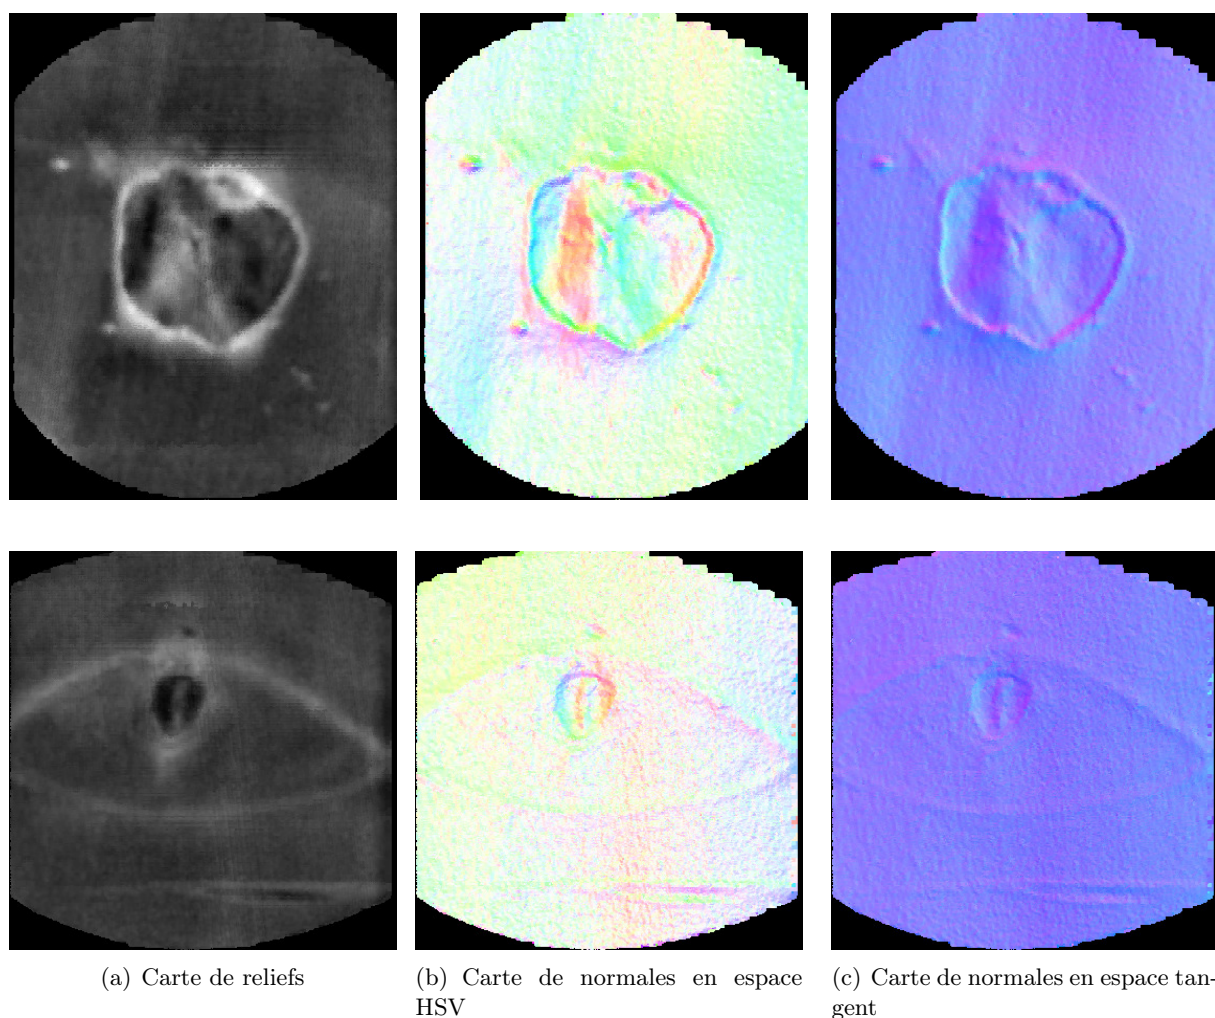 (a) Carte de reliefs
(b) Carte de normales en espace
HSV
(c) Carte de normales en espace tan-
gent